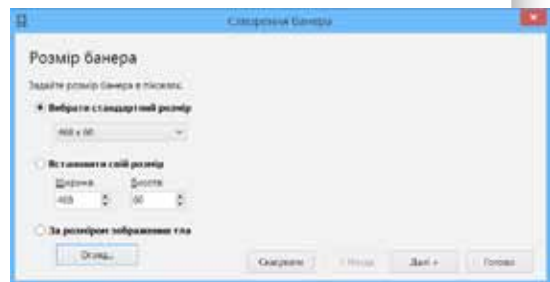 Створення банера
Розмір банера
Задайте розмір банера в пікселях.
Вибрати стандартний розмір
468 x 60
Встановити свій розмір
Ширина Висота
468 60
За розміром зображення тла
Огляд...
Скасувати < Назад Далі > Готово